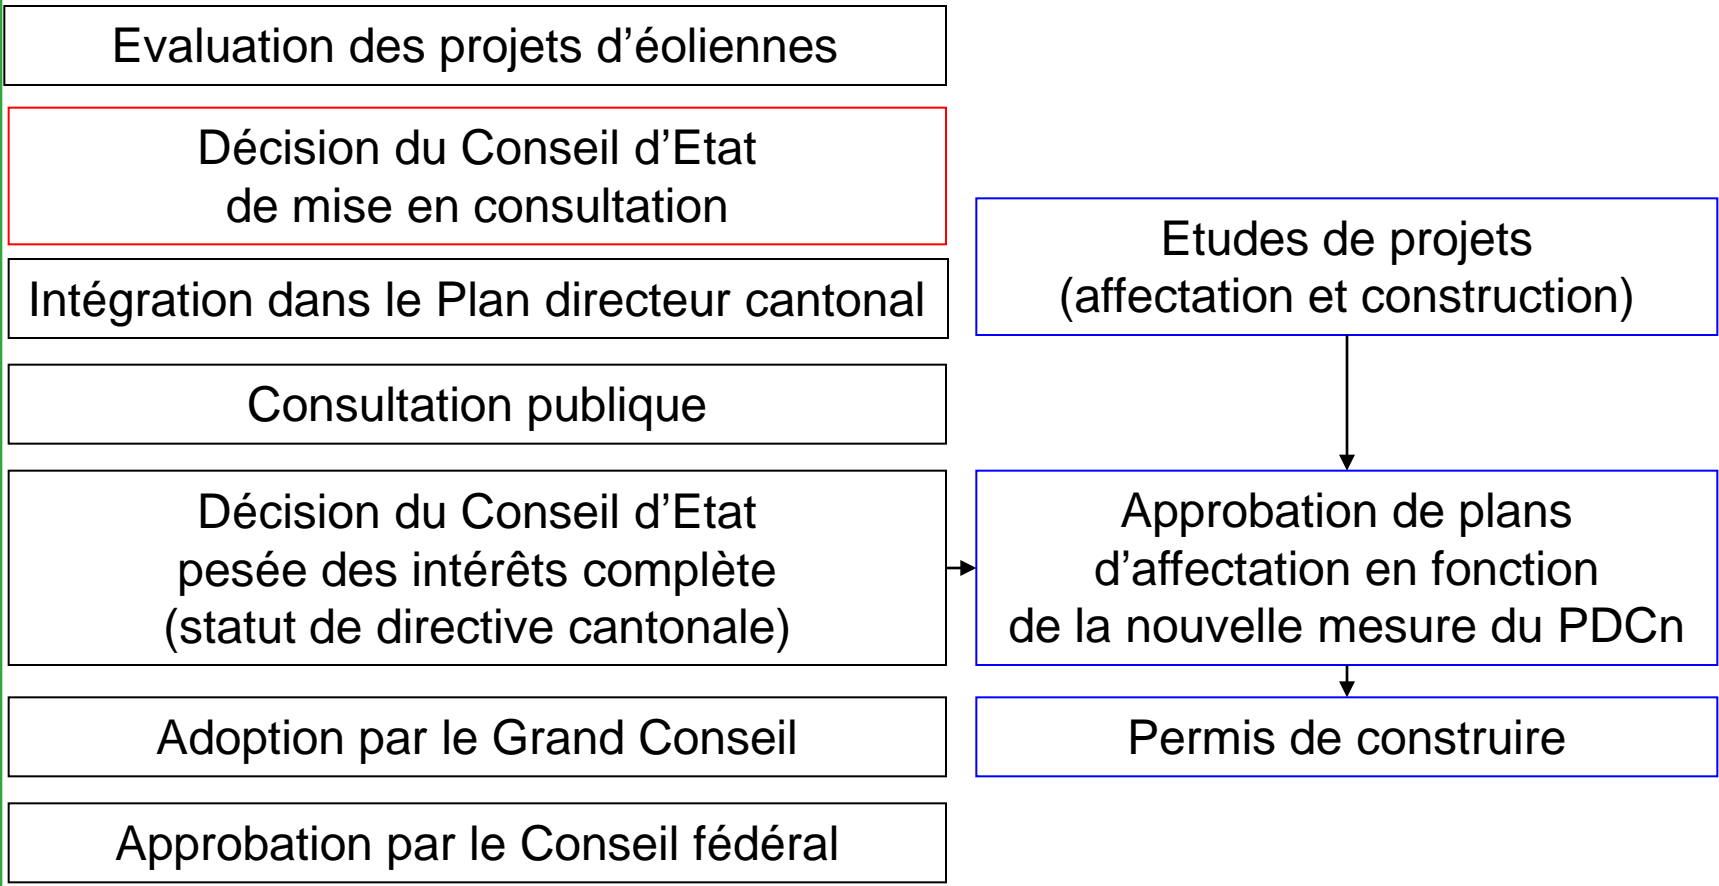 Evaluation des projets d’éoliennes
Décision du Conseil d’Etat
de mise en consultation
Intégration dans le Plan directeur cantonal
Consultation publique
Décision du Conseil d’Etat
pesée des intérêts complète
(statut de directive cantonale)
Adoption par le Grand Conseil
Approbation par le Conseil fédéral
Etudes de projets
(affectation et construction)
Approbation de plans
d’affectation en fonction
de la nouvelle mesure du PDCn
Permis de construire